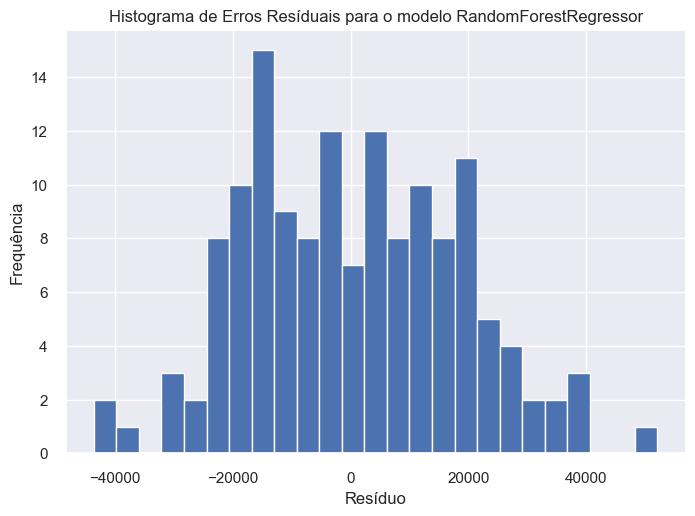 Histograma de Erros Resíduais para o modelo RandomForestRegressor
14
12
10
8
6
4
2
0
Frequência
−40000 −20000 0 20000 40000
Resíduo